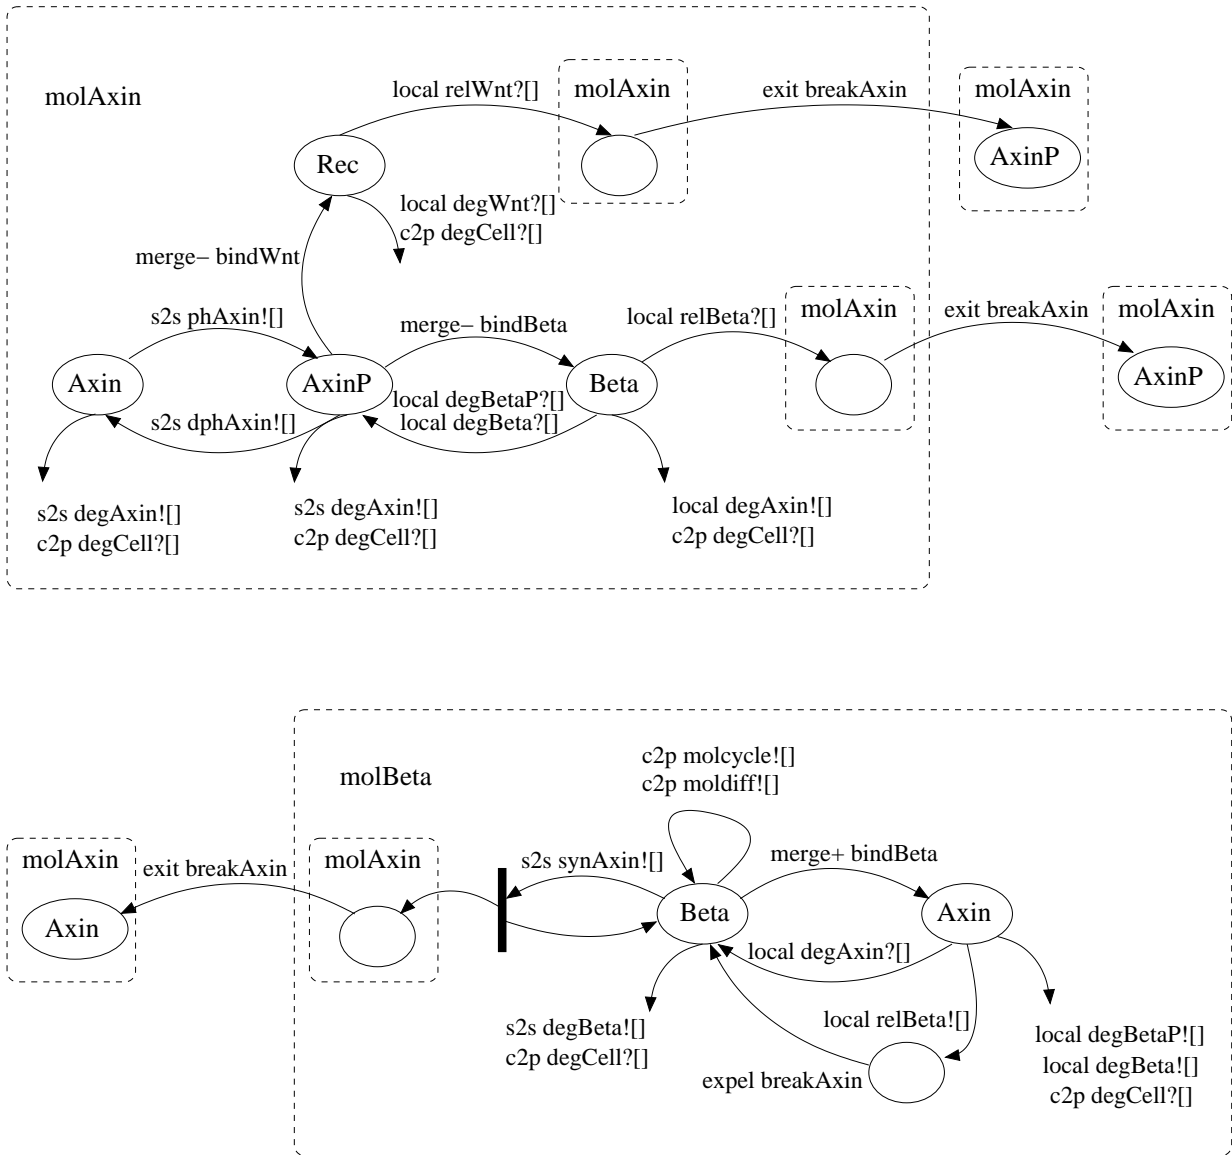 molAxin
local relWnt?[]
molAxin
exit breakAxin
molAxin
Rec
AxinP
local degWnt?[]
c2p degCell?[]
merge− bindWnt
s2s phAxin![]
merge− bindBeta
local relBeta?[]
molAxin
exit breakAxin
molAxin
Axin
AxinP
Beta
AxinP
local degBetaP?[]
s2s dphAxin![]
local degBeta?[]
s2s degAxin![]
c2p degCell?[]
s2s degAxin![]
c2p degCell?[]
local degAxin![]
c2p degCell?[]
molBeta
c2p molcycle![]
c2p moldiff![]
molAxin
exit breakAxin
molAxin
s2s synAxin![]
merge+ bindBeta
Axin
Beta
Axin
local degAxin?[]
s2s degBeta![]
c2p degCell?[]
local relBeta![]
expel breakAxin
local degBetaP![]
local degBeta![]
c2p degCell?[]